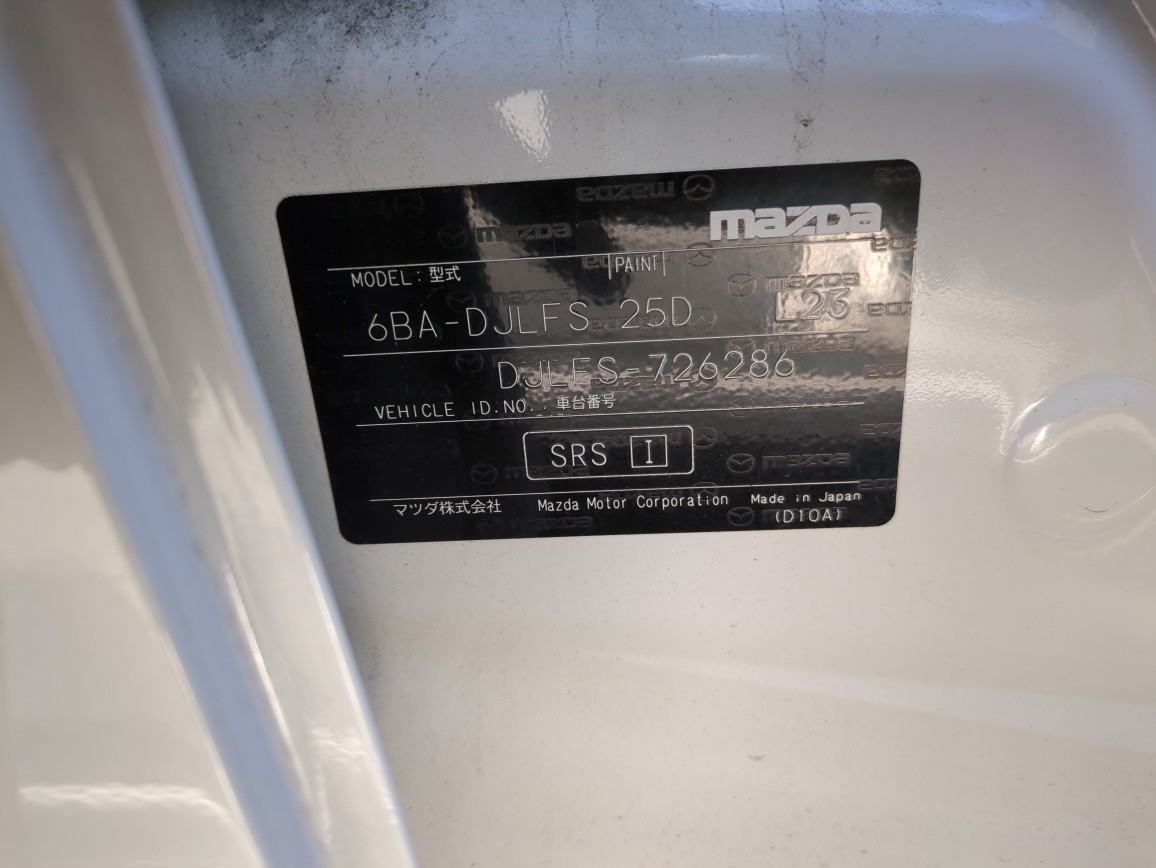 mazda
MODEL:型式 PAINT
6BA-DJLFS 25D L23
DJLFS-726286
VEHICLE ID.NO.:車台番号
SRS I
マツダ株式会社 Mazda Motor Corporation Made in Japan
(D10A)